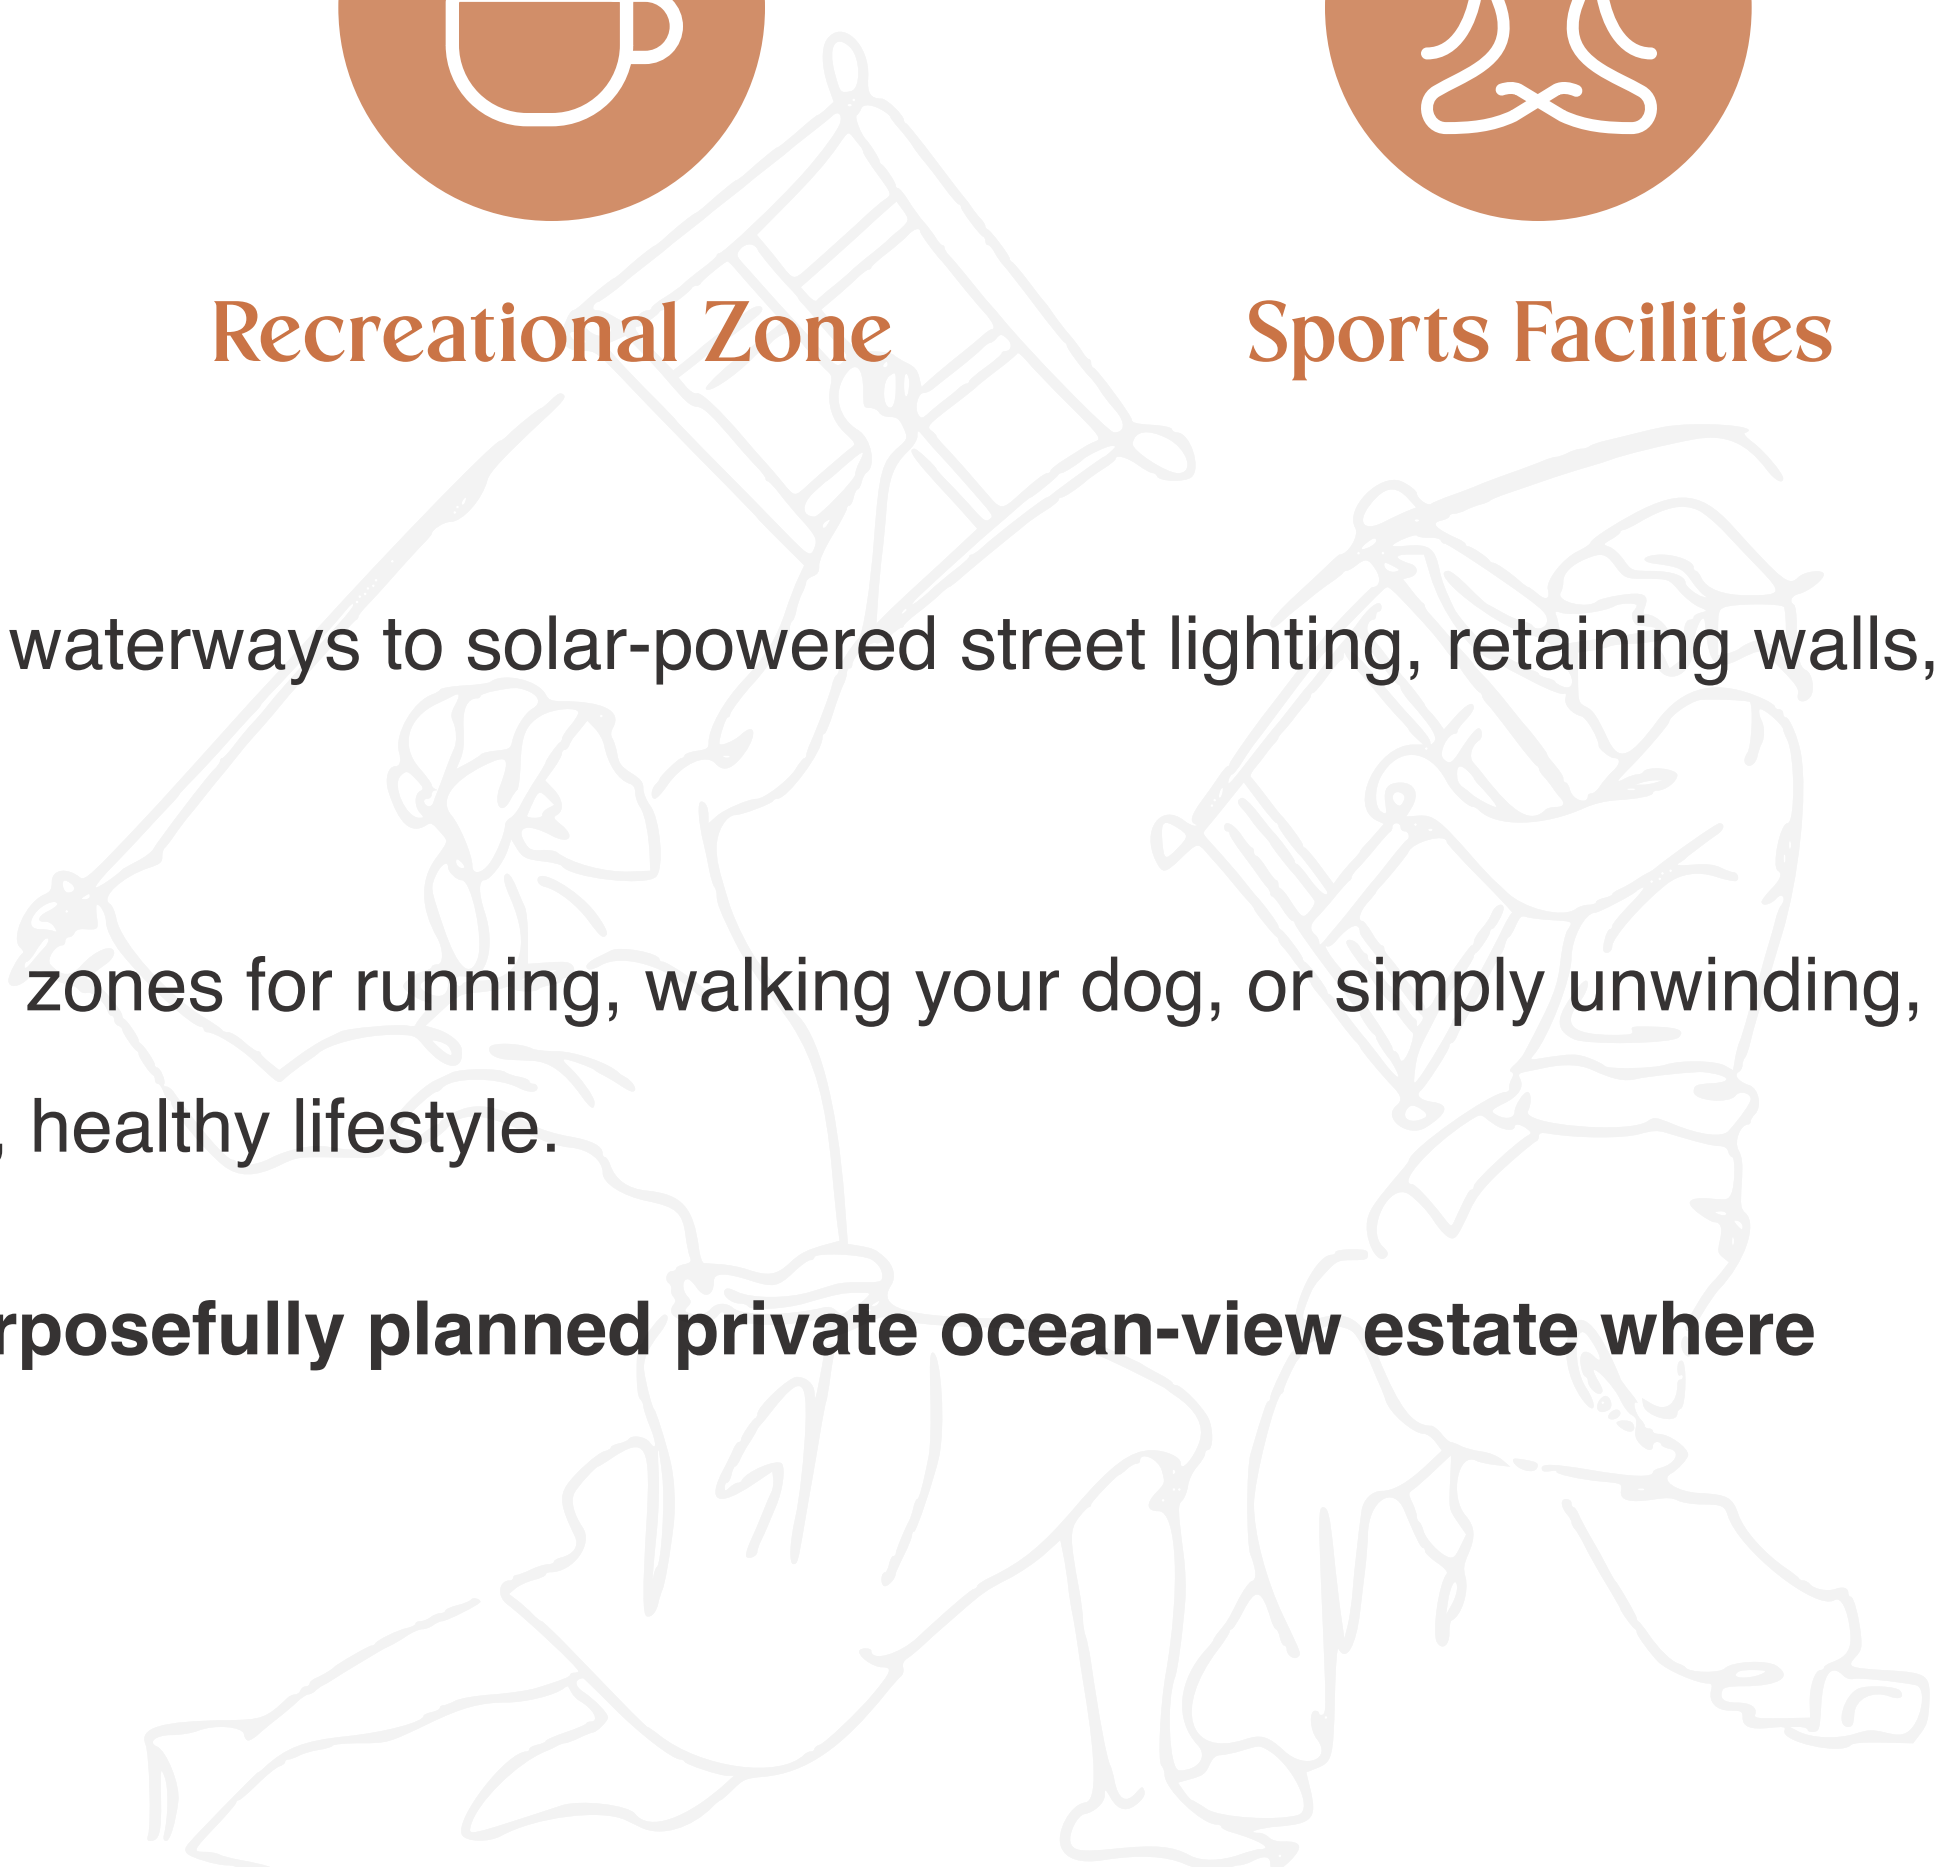 Recreational Zone Sports Facilities
waterways to solar-powered street lighting, retaining walls,
zones for running, walking your dog, or simply unwinding,
, healthy lifestyle.
rposefully planned private ocean-view estate where